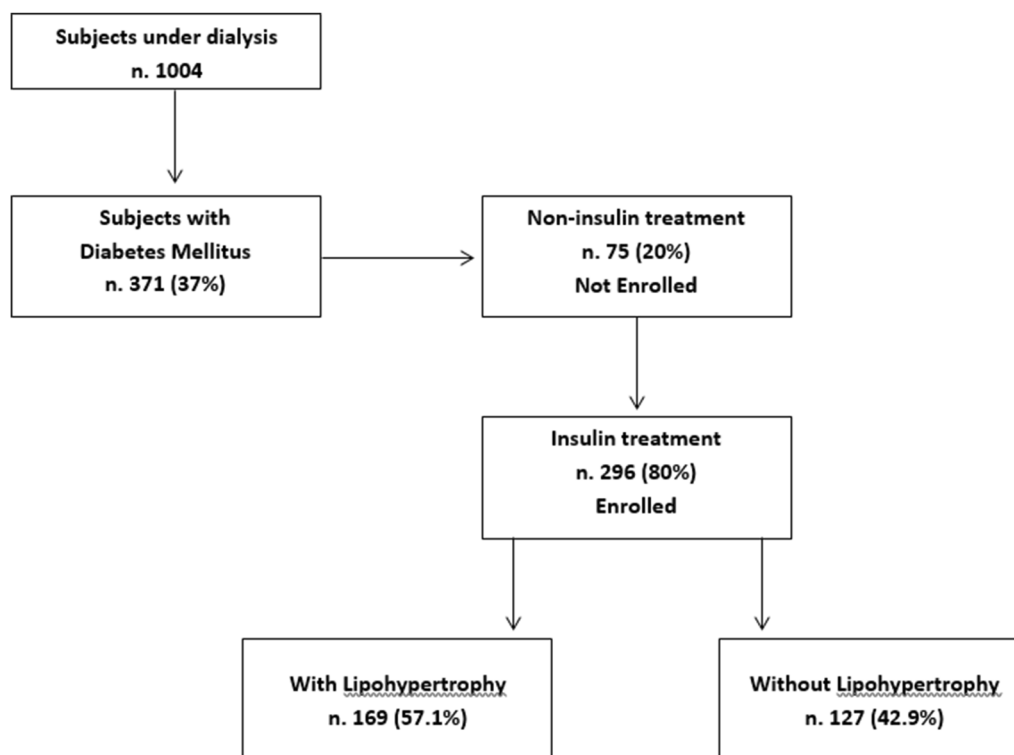 Subjects under dialysis
n. 1004
Subjects with
Diabetes Mellitus
n. 371 (37%)
Non-insulin treatment
n. 75 (20%)
Not Enrolled
Insulin treatment
n. 296 (80%)
Enrolled
With Lipohypertrophy
n. 169 (57.1%)
Without Lipohypertrophy
n. 127 (42.9%)